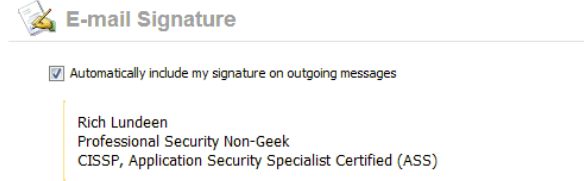 E-mail Signature
Automatically include my signature on outgoing messages
Rich Lundeen
Professional Security Non-Geek
CISSP, Application Security Specialist Certified (ASS)